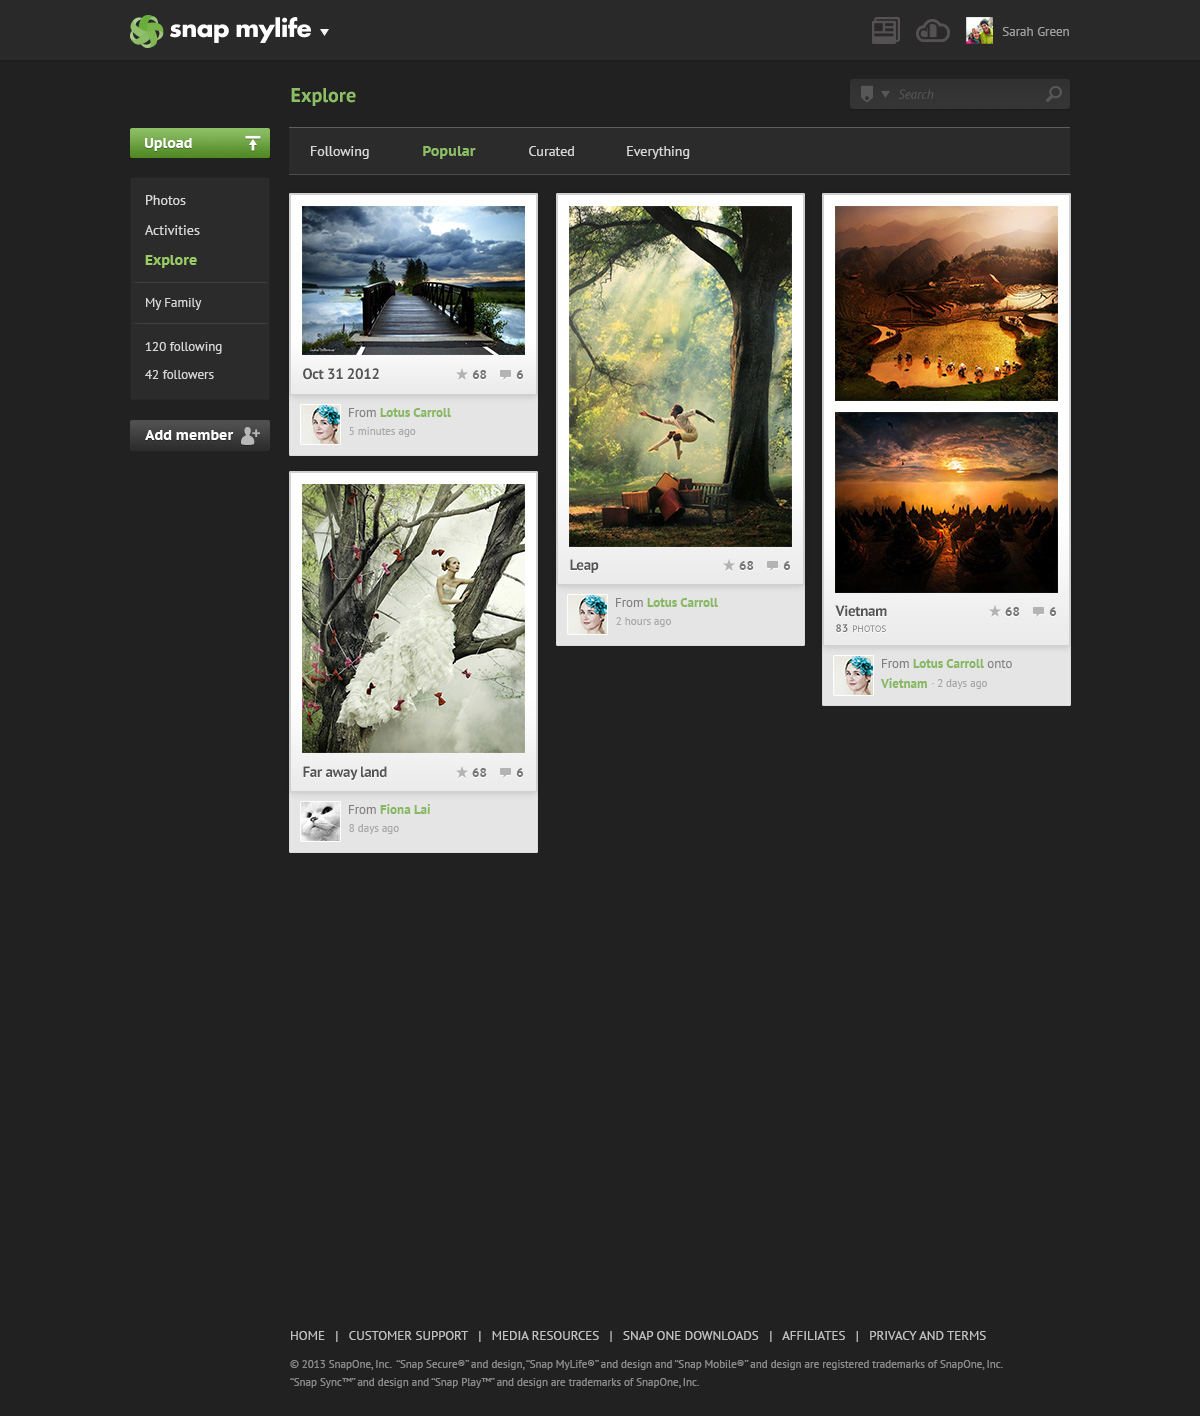 snap mylife
Sarah Green
Explore
Search
Upload
Following
Popular
Curated
Everything
Photos
Activities
Explore
My Family
120 following
42 followers
Add member
Oct 31 2012
68
6
From Lotus Carroll
5 minutes ago
Far away land
68
6
From Fiona Lai
8 days ago
Leap
68
6
From Lotus Carroll
2 hours ago
Vietnam
68
6
83 PHOTOS
From Lotus Carroll onto
Vietnam · 2 days ago
HOME | CUSTOMER SUPPORT | MEDIA RESOURCES | SNAP ONE DOWNLOADS | AFFILIATES | PRIVACY AND TERMS
© 2013 SnapOne, Inc. "Snap Secure®" and design, "Snap MyLife®" and design and "Snap Mobile®" and design are registered trademarks of SnapOne, Inc.
"Snap Sync™" and design and "Snap Play™" and design are trademarks of SnapOne, Inc.